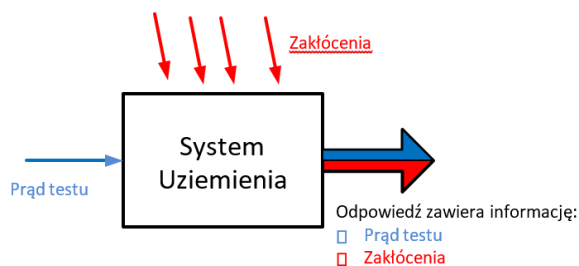 Zakłócenia
System
Uziemienia
Prąd testu
Odpowiedź zawiera informację:
Prąd testu
Zakłócenia